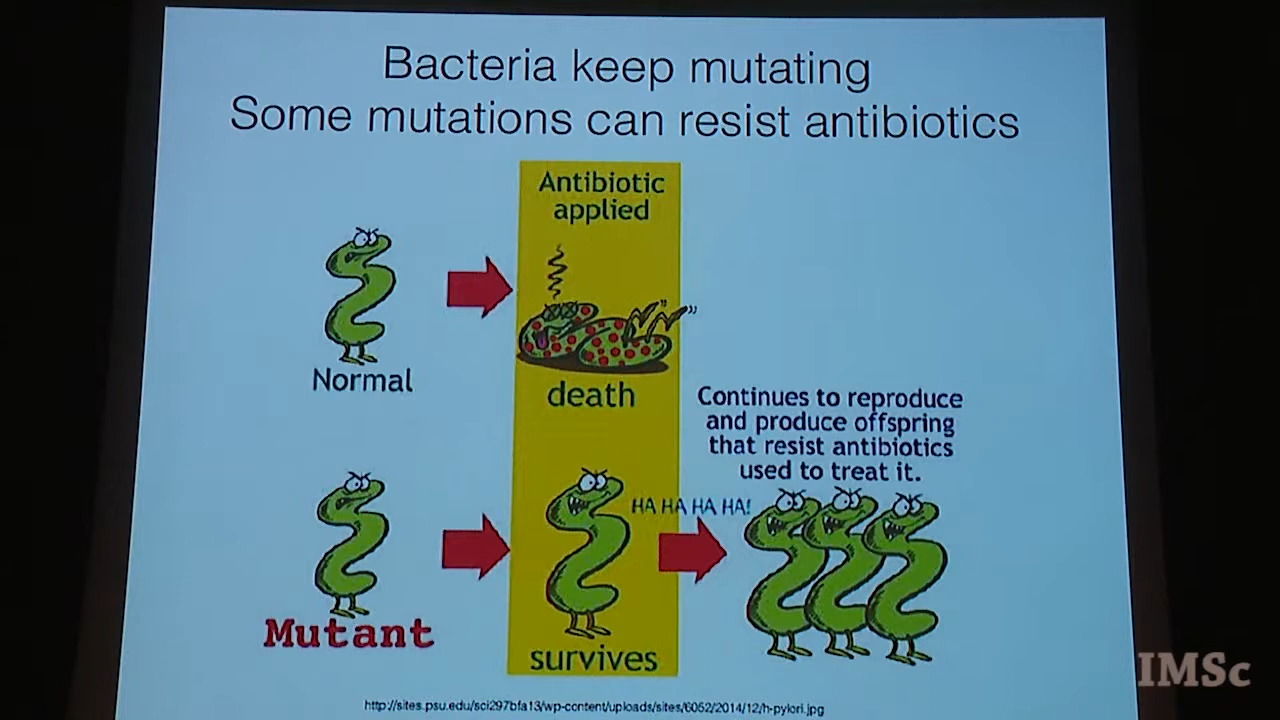 Bacteria keep mutating
Some mutations can resist antibiotics
Antibiotic
applied
Normal
death
Continues to reproduce
and produce offspring
that resist antibiotics
used to treat it.
HA HA HA HA!
Mutant
survives
http://sites.psu.edu/sci297bfa13/wp-content/uploads/sites/6052/2014/12/h-pylori.jpg
IMSc